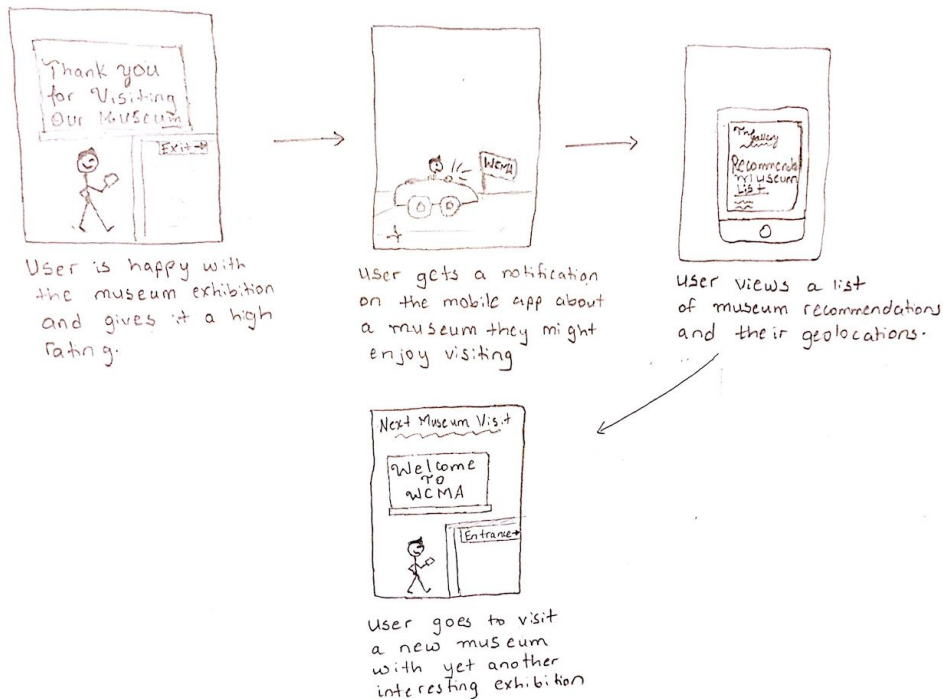 Thank you
for Visiting
Our Museum
Exit
User is happy with
the museum exhibition
and gives it a high
rating.
WCMA
User gets a notification
on the mobile app about
a museum they might
enjoy visiting
The gallery
Recommended
museum
List
User views a list
of museum recommendations
and their geolocations.
Next Museum Visit
Welcome
TO
WCMA
Entrance
User goes to visit
a new museum
with yet another
interesting exhibition